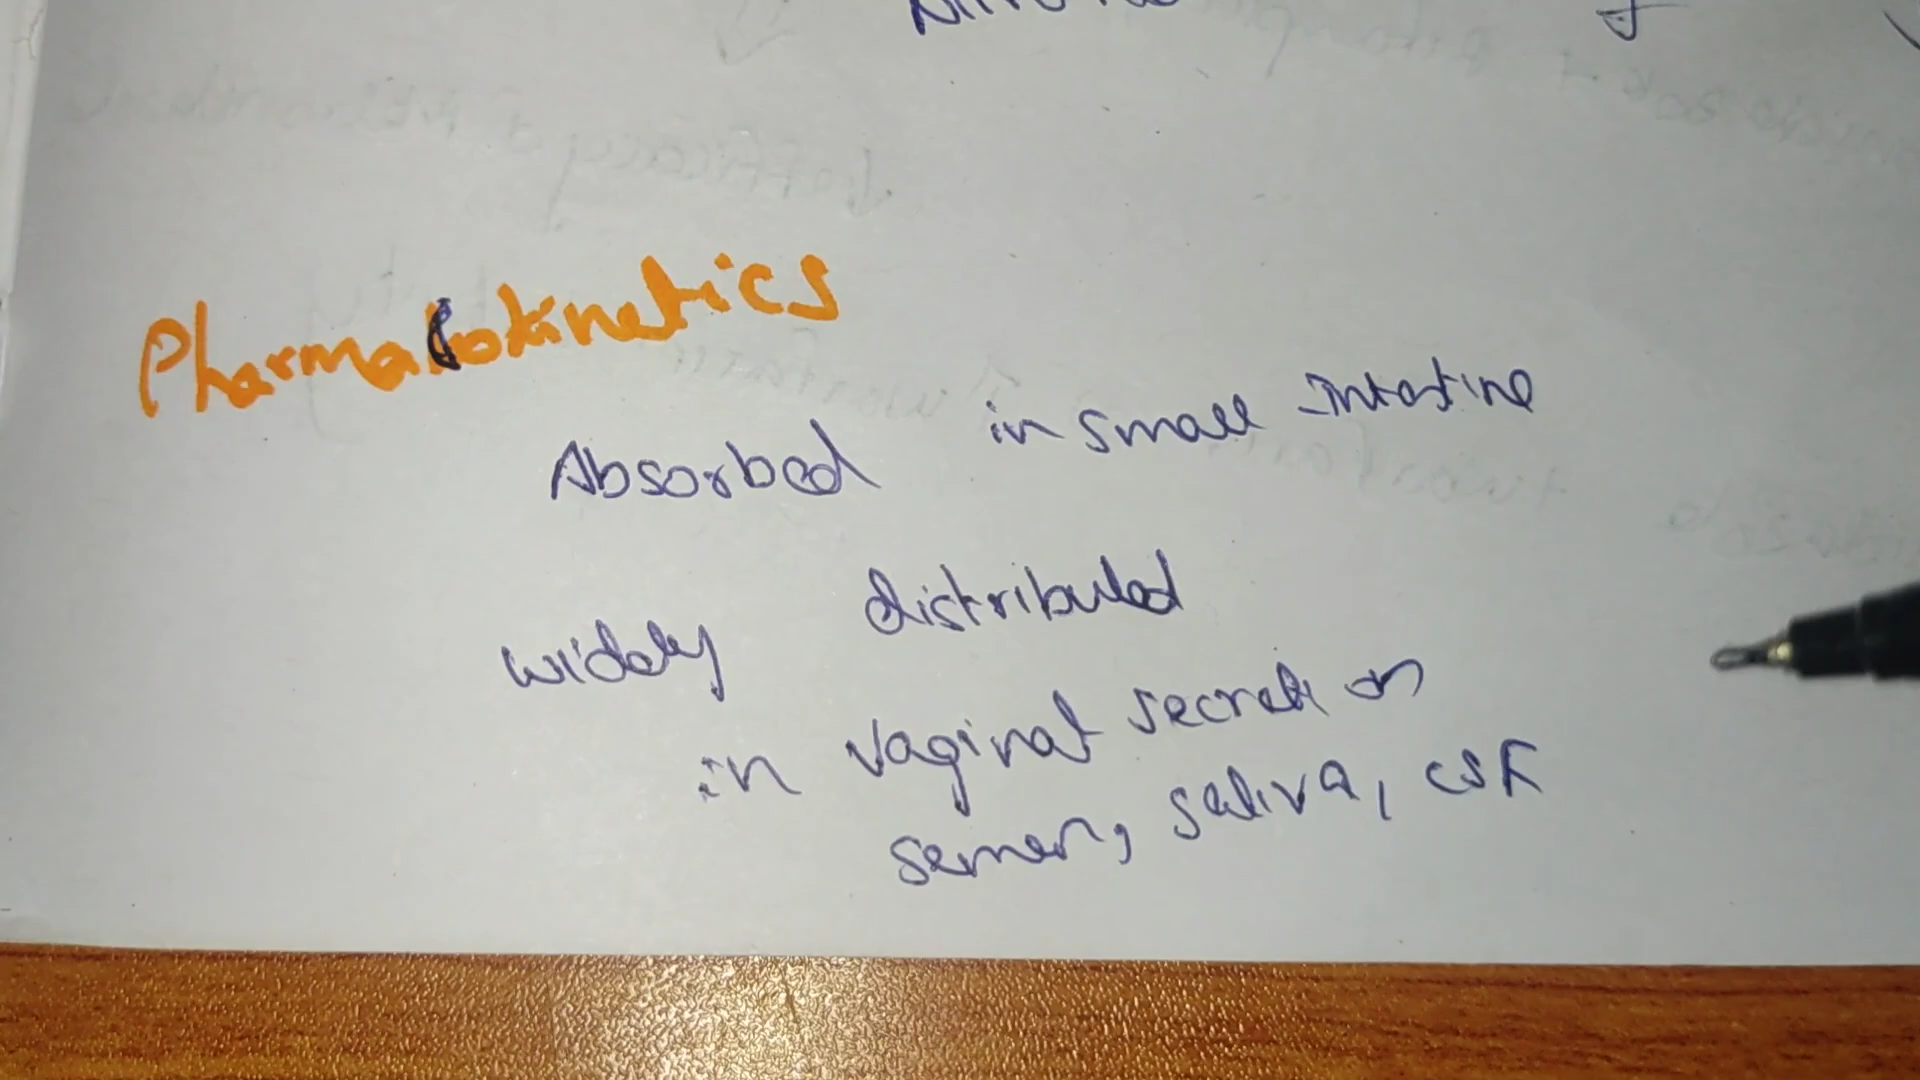 Pharmacokinetics
Absorbed in small Intestine
widely distributed
in vaginal secretion
semen, saliva, CSF